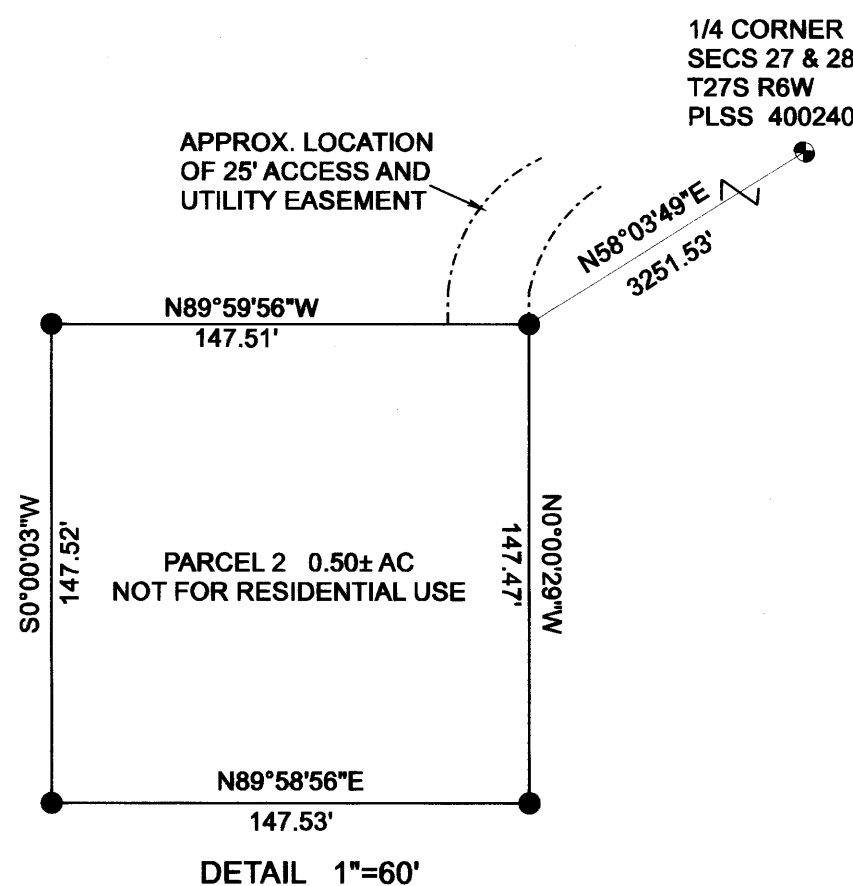 1/4 CORNER
SECS 27 & 28
T27S R6W
PLSS 400240
APPROX. LOCATION
OF 25' ACCESS AND
UTILITY EASEMENT
N58°03'49"E
3251.53'
N89°59'56"W
147.51'
S0°00'03"W
147.52'
PARCEL 2 0.50± AC
NOT FOR RESIDENTIAL USE
147.47'
N0°00'29"W
N89°58'56"E
147.53'
DETAIL 1"=60'